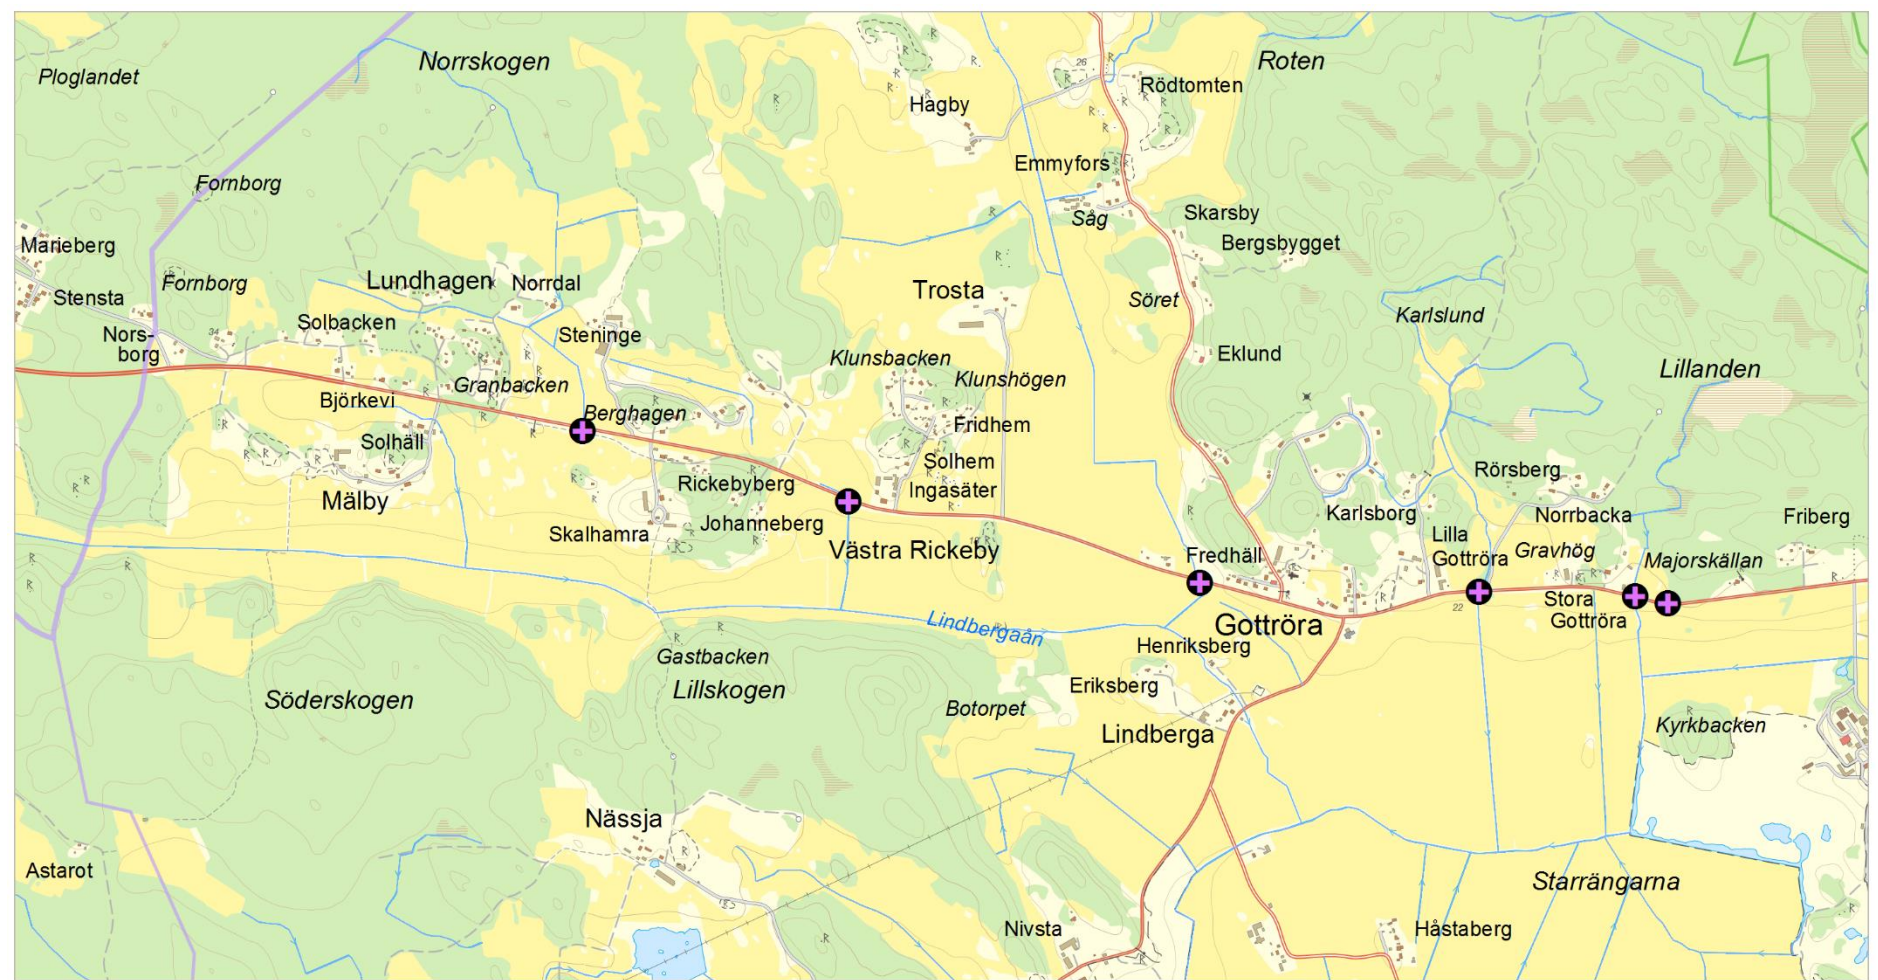 Norrskogen
Roten
Ploglandet
26
Rödtomten
Hagby
Emmyfors
Fornborg
Såg
Skarsby
Bergsbygget
Marieberg
Lundhagen
Norrdal
Fornborg
Trosta
Stensta
Söret
Karlslund
Solbacken
34
Steninge
Nors-
borg
Klunsbacken
Eklund
Lillanden
Granbacken
Klunshögen
Björkevi
Berghagen
Fridhem
Solhäll
Solhem
Rörsberg
Rickebyberg
Ingasäter
Mälby
Karlsborg
Norrbacka
Friberg
Johanneberg
Skalhamra
Lilla
Gottröra
Västra Rickeby
Fredhäll
Gravhög
Majorskällan
22
Stora
Gottröra
Gottröra
Lindbergaån
Henriksberg
Gastbacken
Eriksberg
Lillskogen
Söderskogen
Botorpet
Kyrkbacken
Lindberga
Nässja
Astarot
Starrängarna
Nivsta
Håstaberg